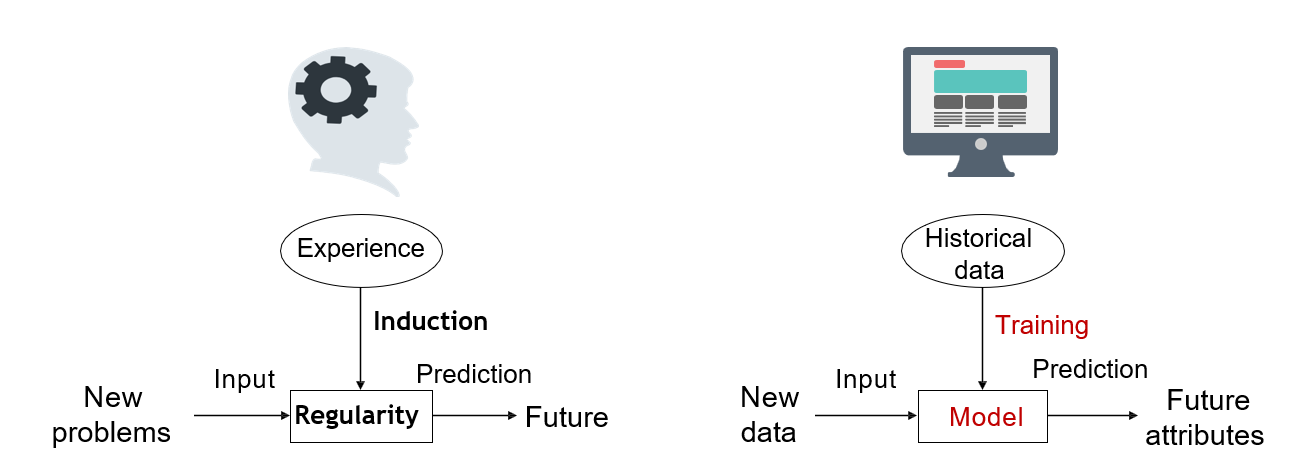 Experience
Induction
Input
Prediction
New
problems
Regularity
Future
Historical
data
Training
Input
Prediction
New
data
Model
Future
attributes